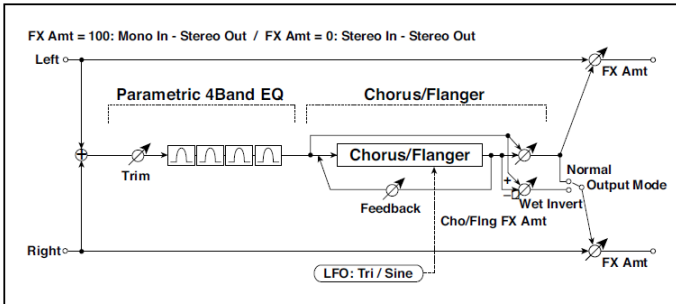 FX Amt = 100: Mono In - Stereo Out / FX Amt = 0: Stereo In - Stereo Out
Left
FX Amt
Parametric 4Band EQ
Chorus/Flanger
Chorus/Flanger
Trim
Normal
Output Mode
+
−
Wet Invert
Feedback
Cho/Flng FX Amt
Right
FX Amt
LFO: Tri / Sine